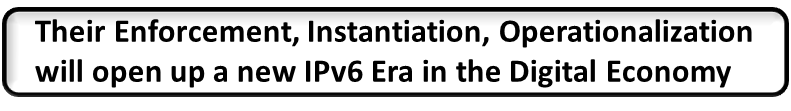 Their Enforcement, Instantiation, Operationalization
will open up a new IPv6 Era in the Digital Economy